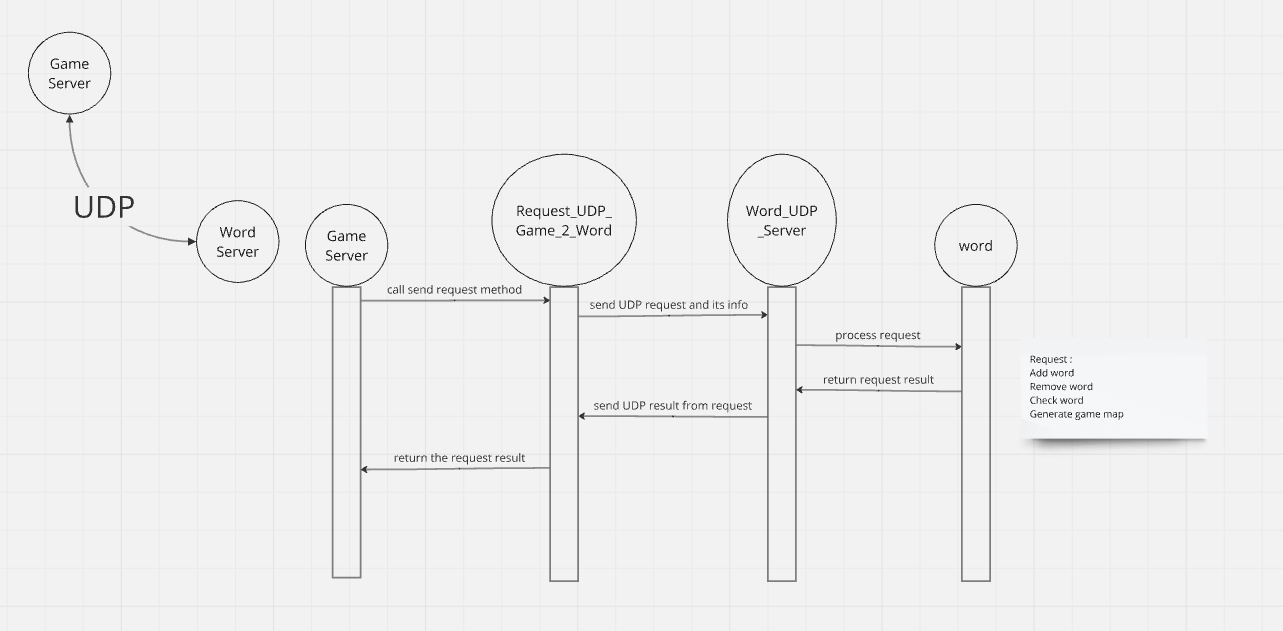 Game
Server
UDP
Word
Server
Game
Server
Request_UDP_
Game_2_Word
Word_UDP
_Server
word
call send request method
send UDP request and its info
process request
return request result
send UDP result from request
return the request result
Request :
Add word
Remove word
Check word
Generate game map